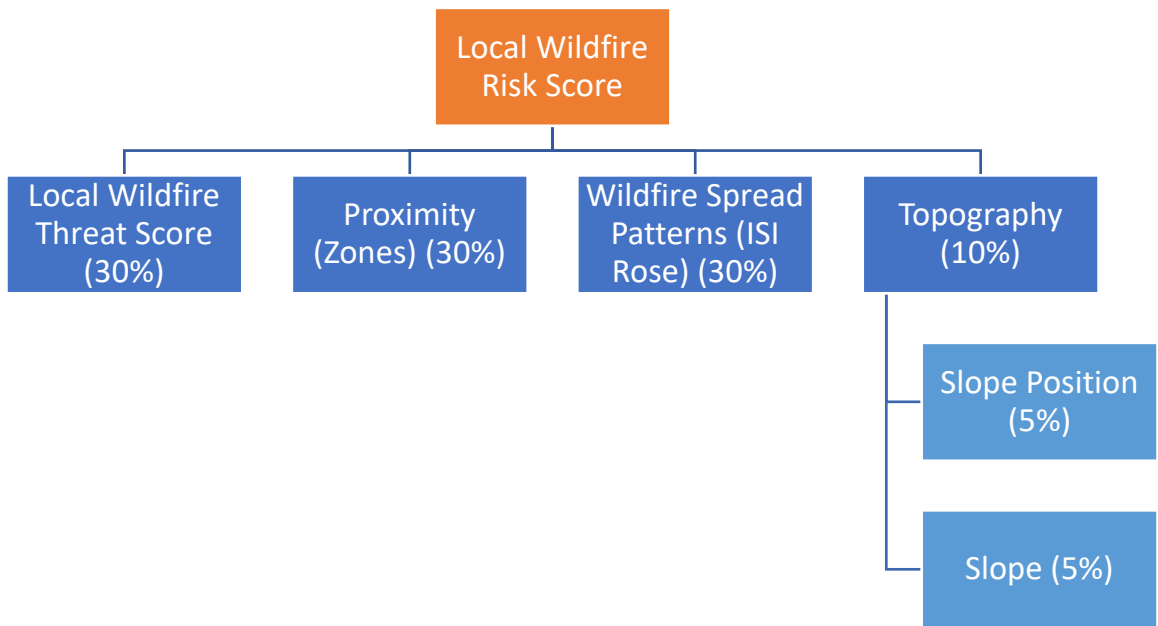 Local Wildfire
Risk Score
Local Wildfire
Threat Score
(30%)
Proximity
(Zones) (30%)
Wildfire Spread
Patterns (ISI
Rose) (30%)
Topography
(10%)
Slope Position
(5%)
Slope (5%)